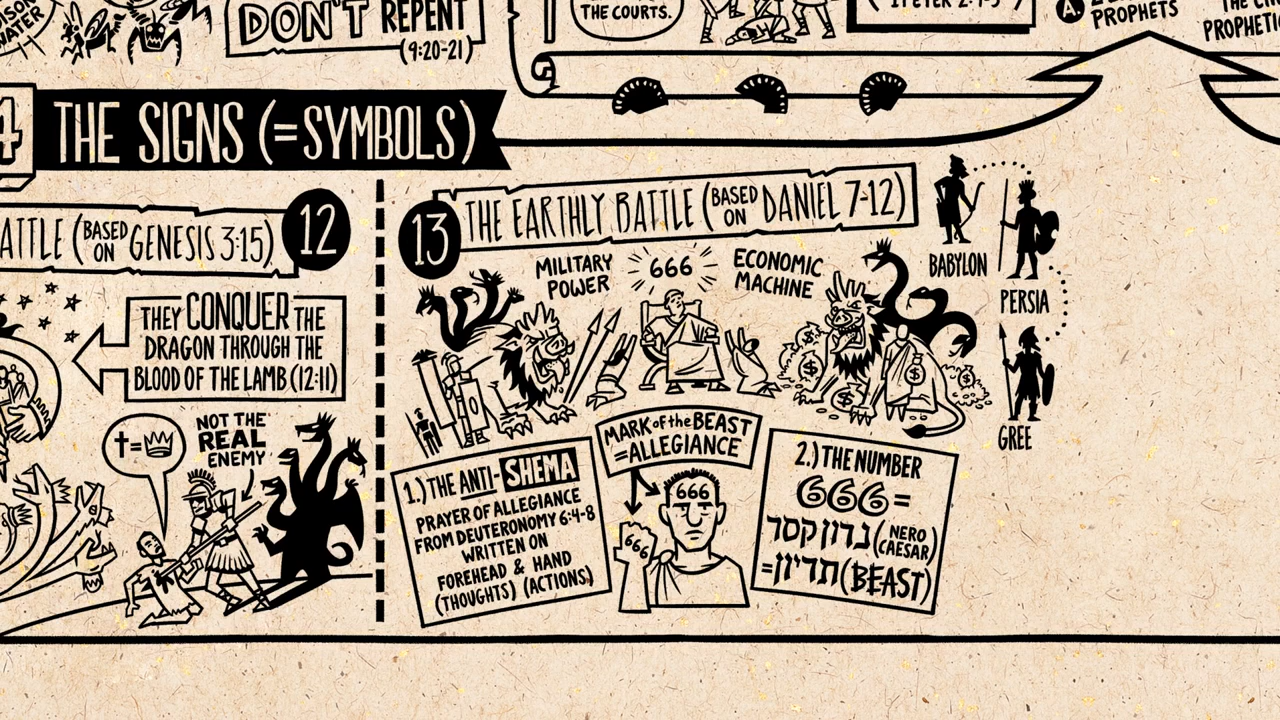 DON'T REPENT
(9:20-21)
THE COURTS.
PROPHETS
4 THE SIGNS (=SYMBOLS)
(BASED ON GENESIS 3:15) 12
THEY CONQUER THE
DRAGON THROUGH THE
BLOOD OF THE LAMB (12:11)
NOT THE
REAL
ENEMY
13 THE EARTHLY BATTLE (BASED ON DANIEL 7-12)
MILITARY
POWER
666
ECONOMIC
MACHINE
BABYLON
PERSIA
GREE
MARK of the BEAST
=ALLEGIANCE
666
666
1.) THE ANTI-SHEMA
PRAYER OF ALLEGIANCE
FROM DEUTERONOMY 6:4-8
WRITTEN ON
FOREHEAD & HAND
(THOUGHTS) (ACTIONS)
2.) THE NUMBER
666=
נרון קסר (NERO CAESAR)
=תריון (BEAST)